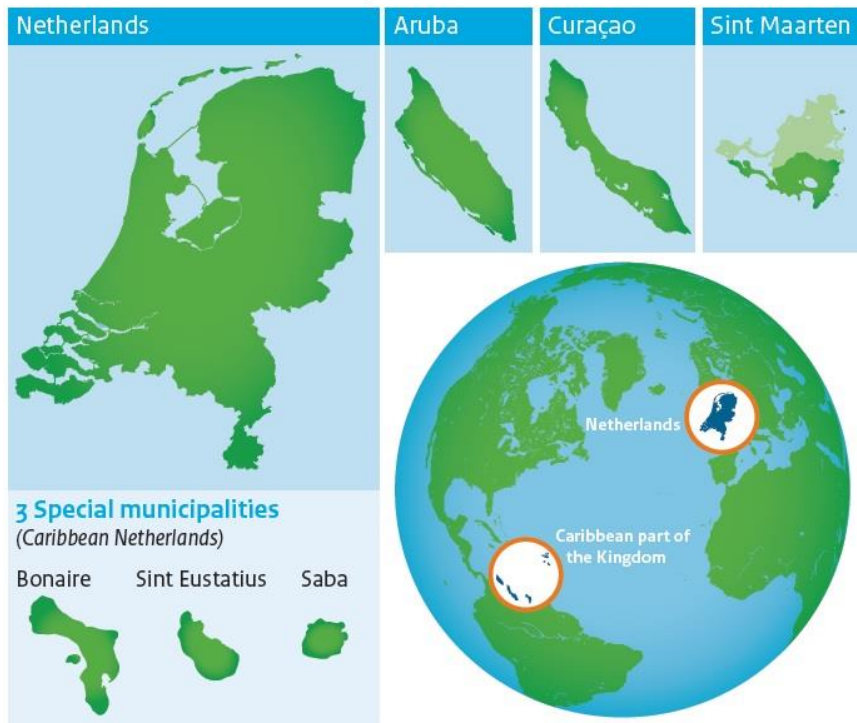 Netherlands
Aruba
Curaçao
Sint Maarten
3 Special municipalities
(Caribbean Netherlands)
Bonaire
Sint Eustatius
Saba
Netherlands
Caribbean part of
the Kingdom